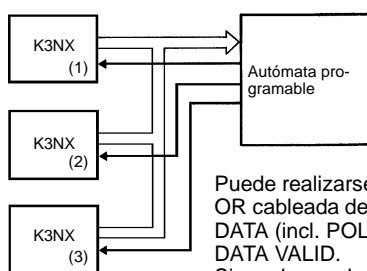 K3NX
(1)
Autómata pro-
gramable
K3NX
(2)
K3NX
(3)
Puede realizarse
OR cableada de
DATA (incl. POL
DATA VALID.